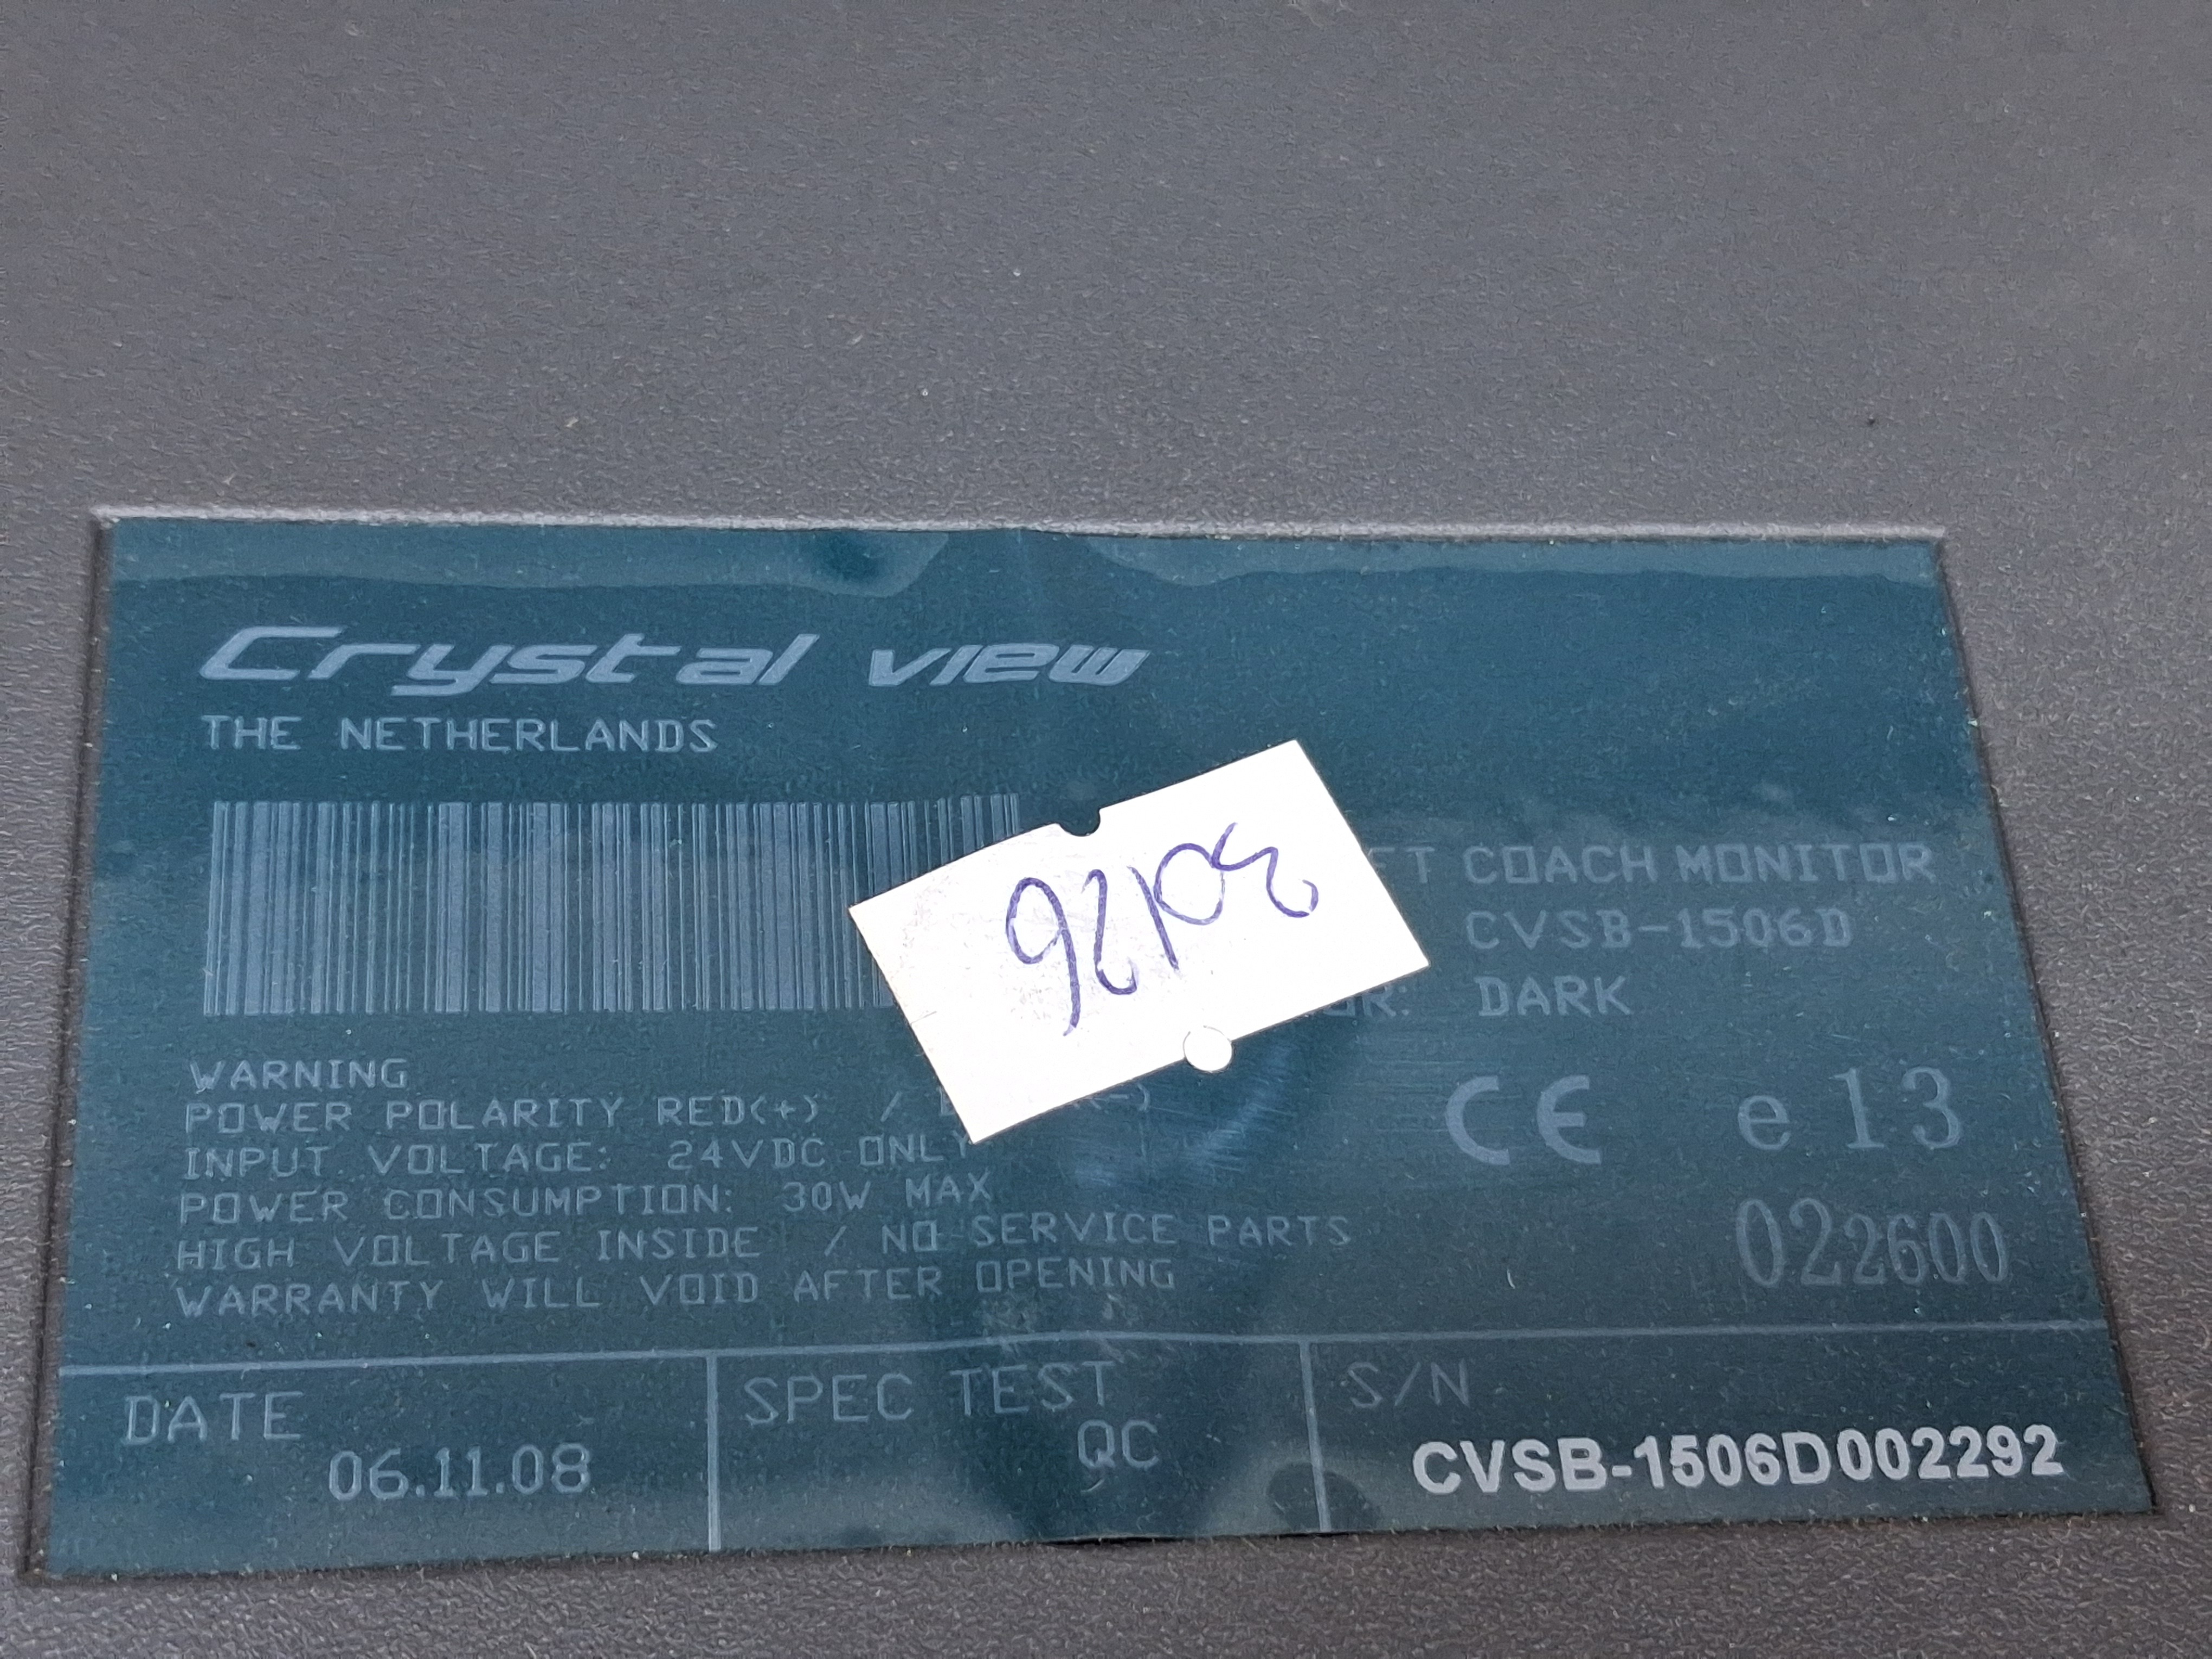 Crystal view
THE NETHERLANDS
30126
COACH MONITOR
CVSB-1506D
DARK
WARNING
POWER POLARITY RED(+) /
INPUT VOLTAGE: 24VDC ONLY
POWER CONSUMPTION: 30W MAX
HIGH VOLTAGE INSIDE / NO SERVICE PARTS
WARRANTY WILL VOID AFTER OPENING
CE e13
022600
DATE
06.11.08
SPEC TEST
QC
S/N
CVSB-1506D002292